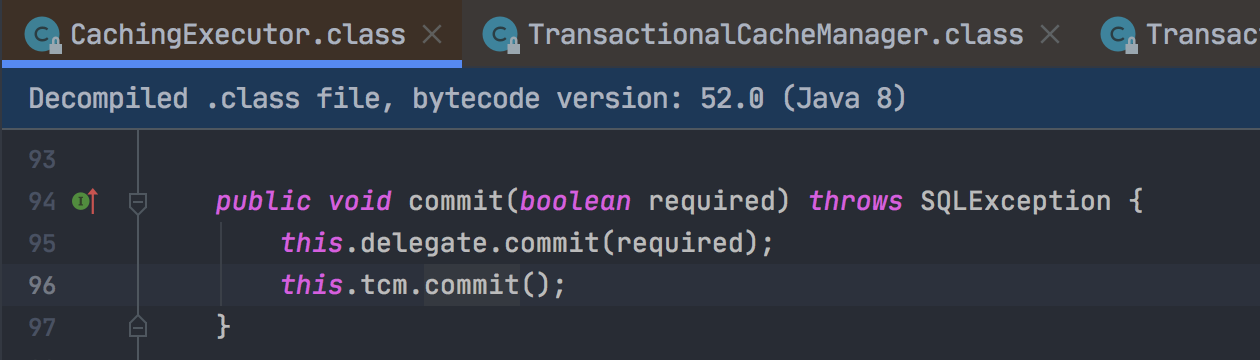 CachingExecutor.class TransactionalCacheManager.class Transac
Decompiled .class file, bytecode version: 52.0 (Java 8)
93
94 public void commit(boolean required) throws SQLException {
95 this.delegate.commit(required);
96 this.tcm.commit();
97 }